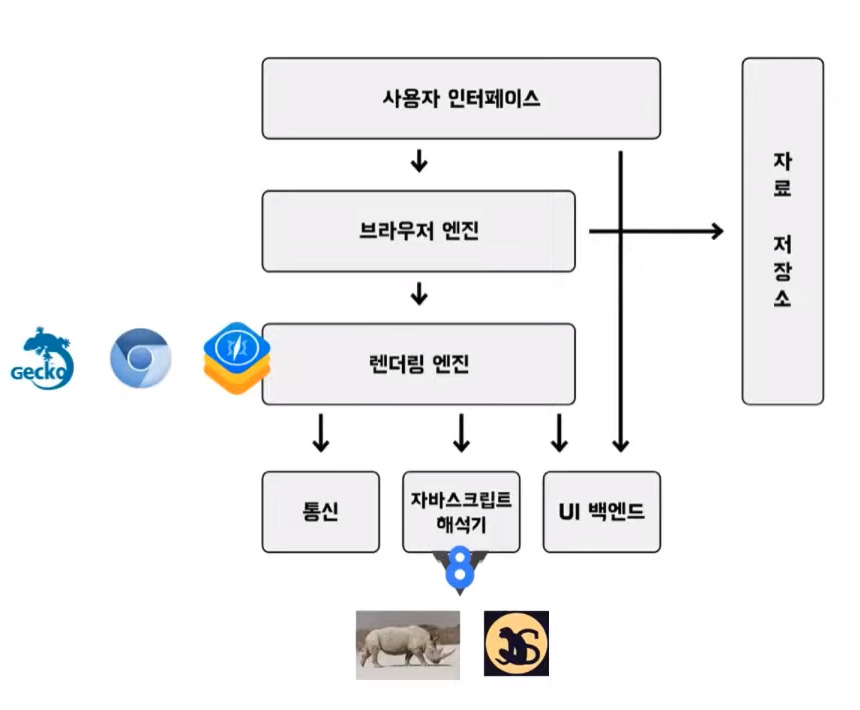 사용자 인터페이스
자
료
저
장
소
브라우저 엔진
GECKO
렌더링 엔진
통신
자바스크립트
해석기
UI 백엔드
8
JS